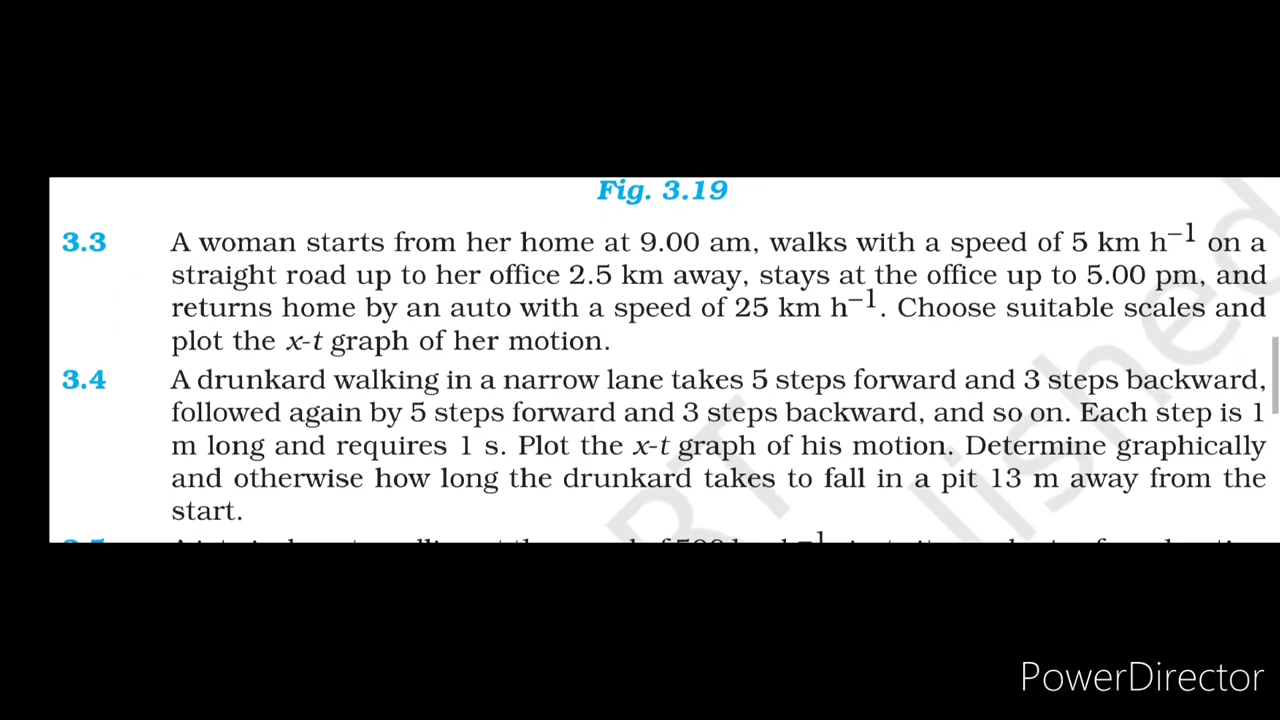 Fig. 3.19
3.3 A woman starts from her home at 9.00 am, walks with a speed of 5 km h⁻¹ on a
straight road up to her office 2.5 km away, stays at the office up to 5.00 pm, and
returns home by an auto with a speed of 25 km h⁻¹. Choose suitable scales and
plot the x-t graph of her motion.
3.4 A drunkard walking in a narrow lane takes 5 steps forward and 3 steps backward,
followed again by 5 steps forward and 3 steps backward, and so on. Each step is 1
m long and requires 1 s. Plot the x-t graph of his motion. Determine graphically
and otherwise how long the drunkard takes to fall in a pit 13 m away from the
start.
PowerDirector